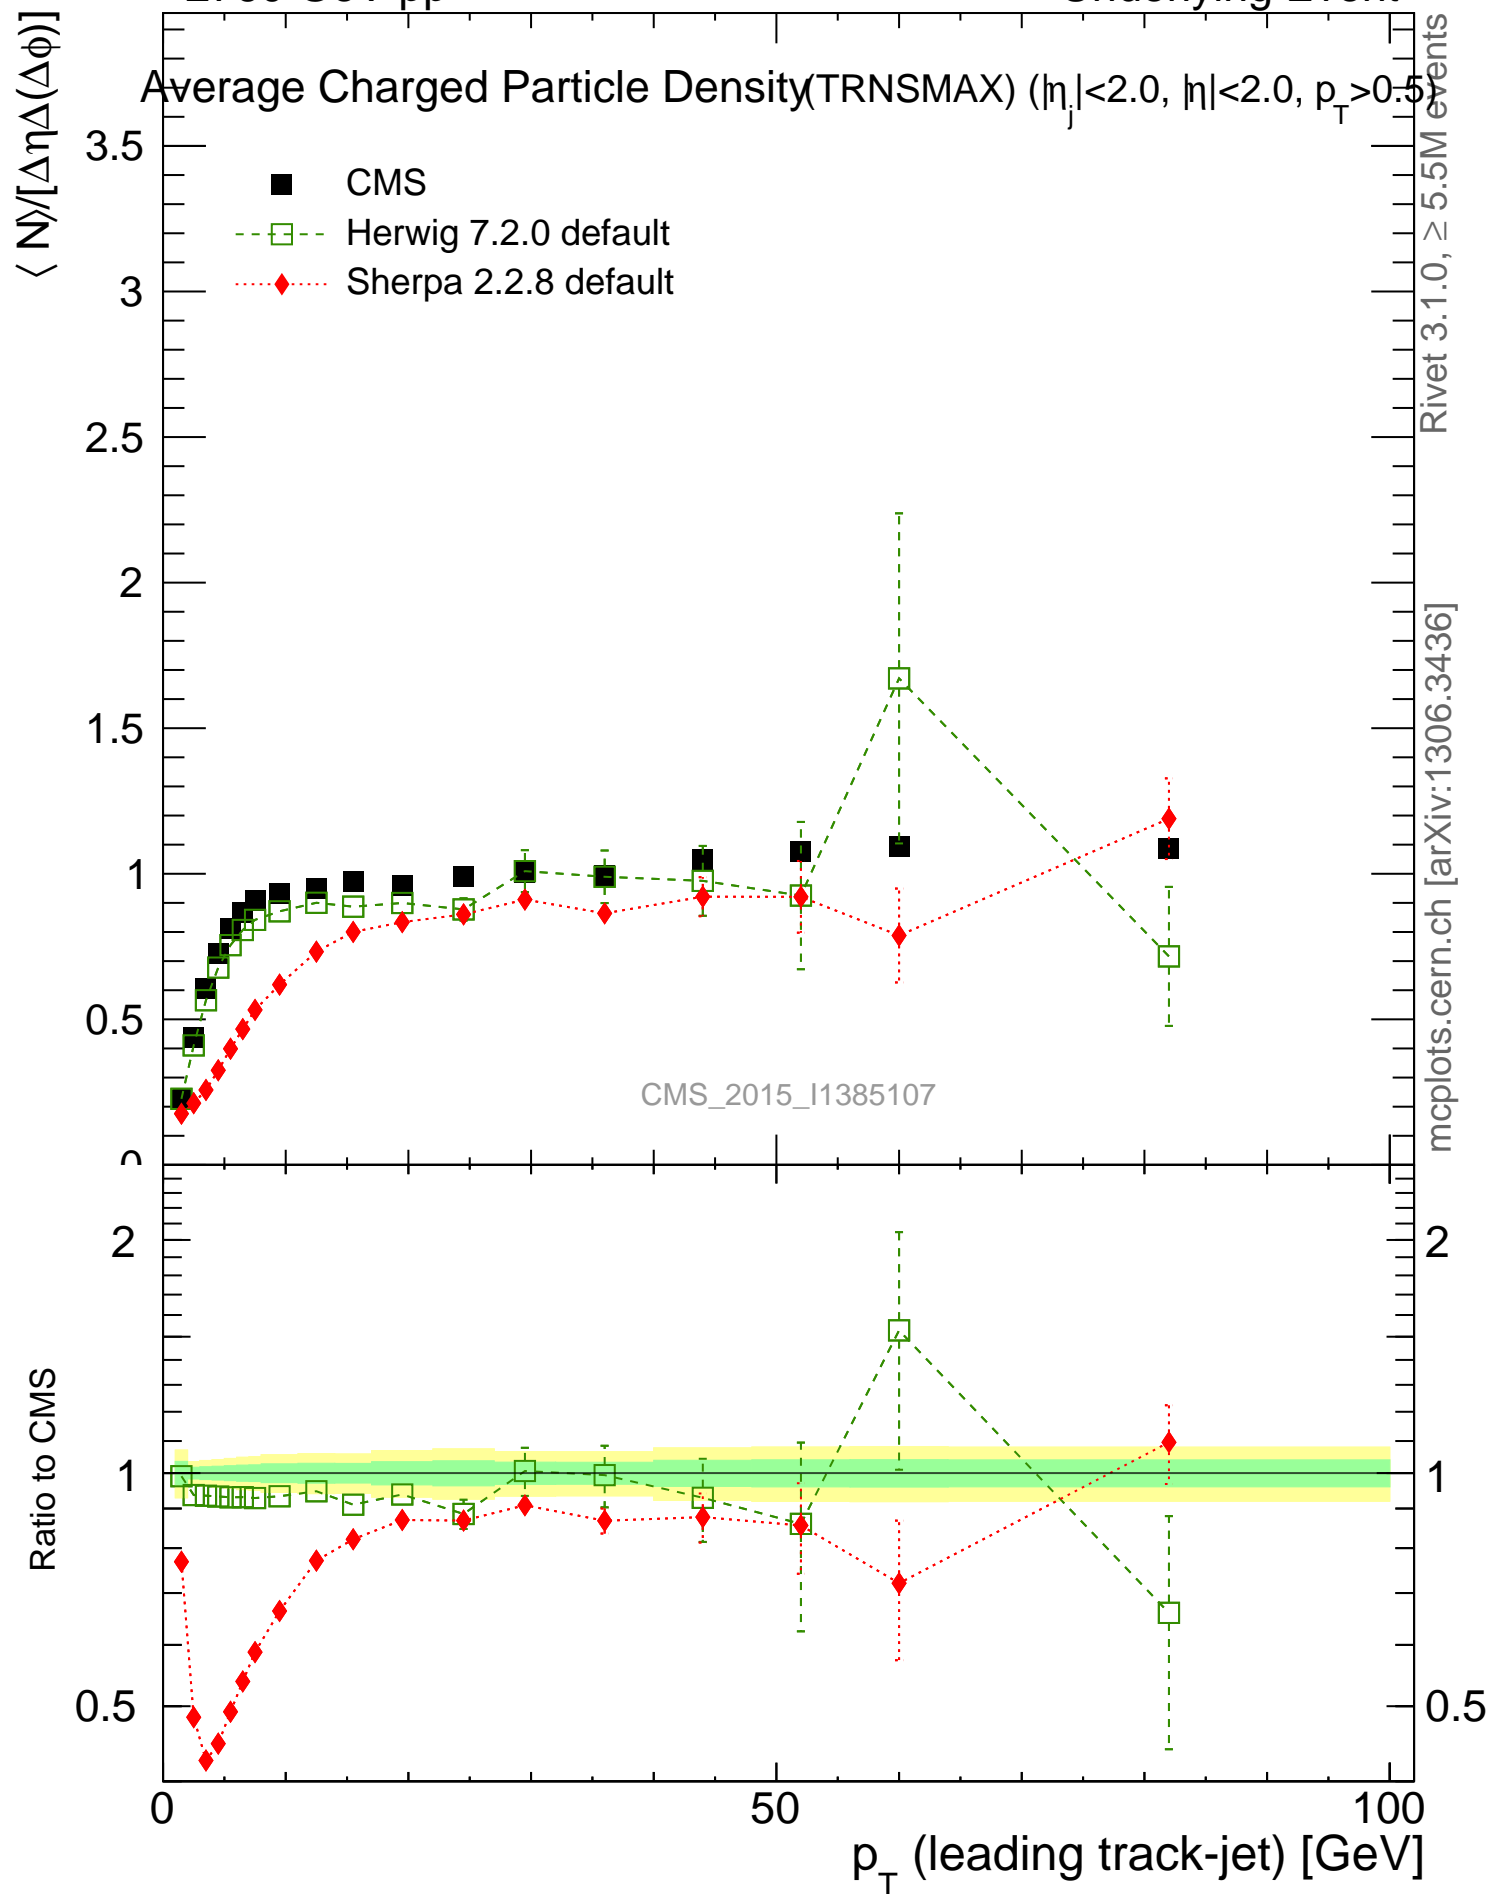 Average Charged Particle Density (TRNSMAX) (|η_j|<2.0, |η|<2.0, p_T>0.5)
⟨ N⟩/[ΔηΔ(Δφ)]
CMS
Herwig 7.2.0 default
Sherpa 2.2.8 default
3.5
3
2.5
2
1.5
1
0.5
0
CMS_2015_I1385107
Rivet 3.1.0, ≥ 5.5M events
mcplots.cern.ch [arXiv:1306.3436]
Ratio to CMS
2
1
0.5
2
1
0.5
0
50
100
p_T (leading track-jet) [GeV]